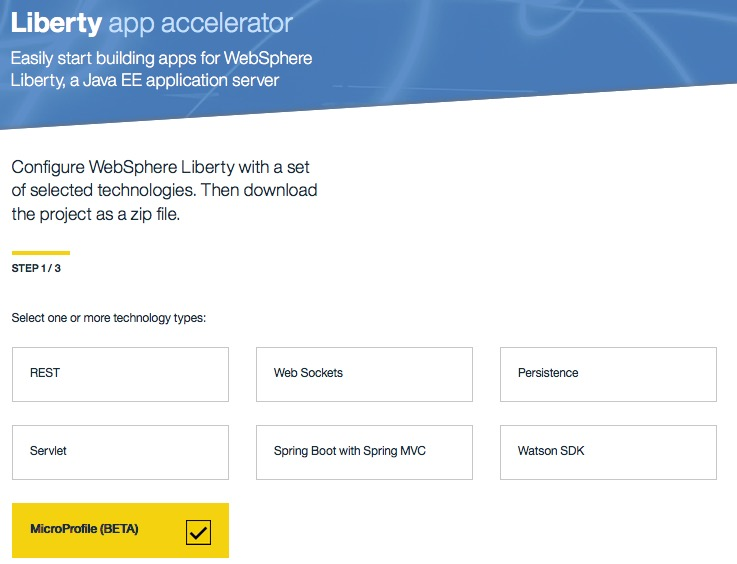 Liberty app accelerator
Easily start building apps for WebSphere
Liberty, a Java EE application server
Configure WebSphere Liberty with a set
of selected technologies. Then download
the project as a zip file.
STEP 1 / 3
Select one or more technology types:
REST
Web Sockets
Persistence
Servlet
Spring Boot with Spring MVC
Watson SDK
MicroProfile (BETA)